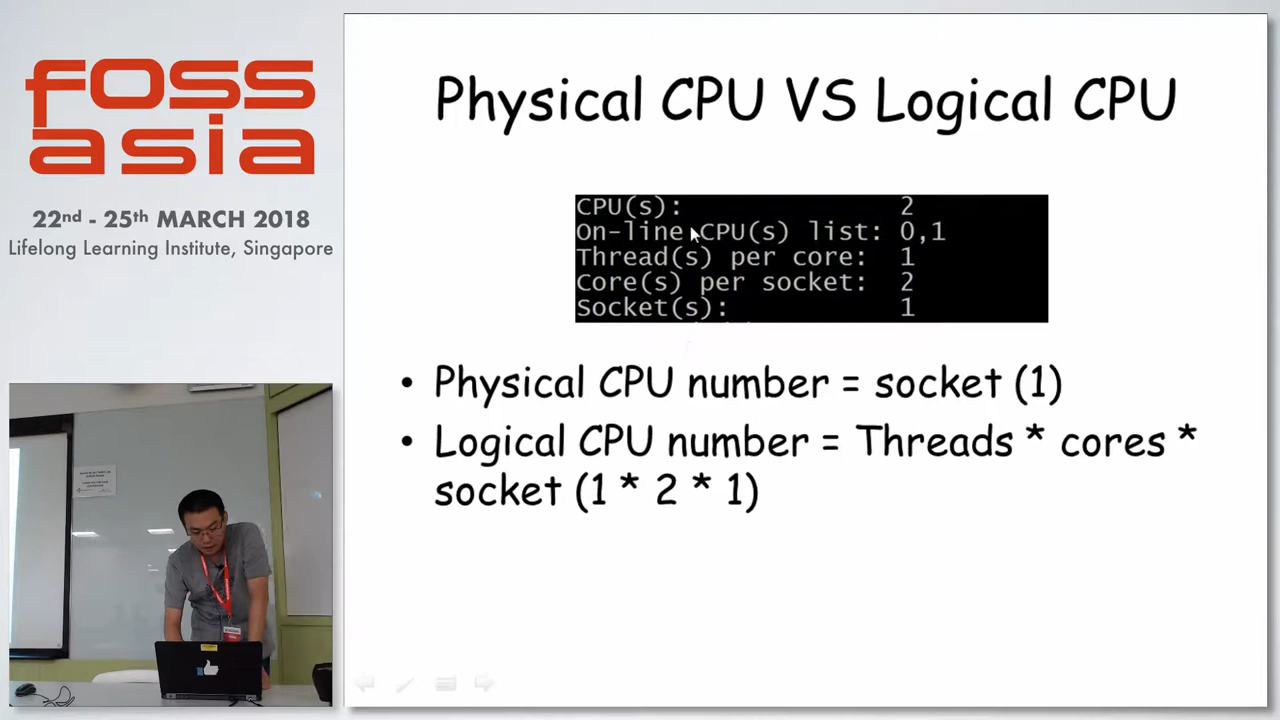 foss
asia
22nd - 25th MARCH 2018
Lifelong Learning Institute, Singapore
Physical CPU VS Logical CPU
CPU(s): 2
On-line CPU(s) list: 0,1
Thread(s) per core: 1
Core(s) per socket: 2
Socket(s): 1
• Physical CPU number = socket (1)
• Logical CPU number = Threads * cores *
socket (1 * 2 * 1)